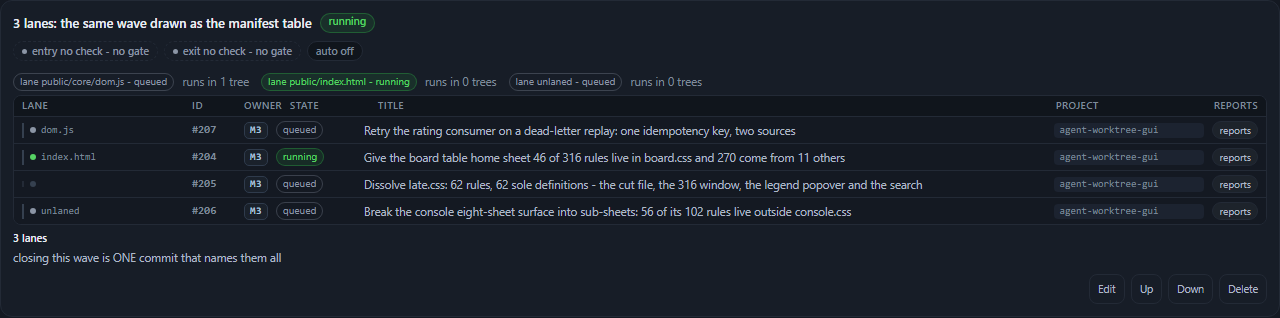 3 lanes: the same wave drawn as the manifest table running
entry no check - no gate exit no check - no gate auto off
lane public/core/dom.js - queued runs in 1 tree lane public/index.html - running runs in 0 trees lane unlaned - queued runs in 0 trees
LANE ID OWNER STATE TITLE PROJECT REPORTS
dom.js #207 M3 queued Retry the rating consumer on a dead-letter replay: one idempotency key, two sources agent-worktree-gui reports
index.html #204 M3 running Give the board table home sheet 46 of 316 rules live in board.css and 270 come from 11 others agent-worktree-gui reports
#205 M3 queued Dissolve late.css: 62 rules, 62 sole definitions - the cut file, the 316 window, the legend popover and the search agent-worktree-gui reports
unlaned #206 M3 queued Break the console eight-sheet surface into sub-sheets: 56 of its 102 rules live outside console.css agent-worktree-gui reports
3 lanes
closing this wave is ONE commit that names them all
Edit Up Down Delete